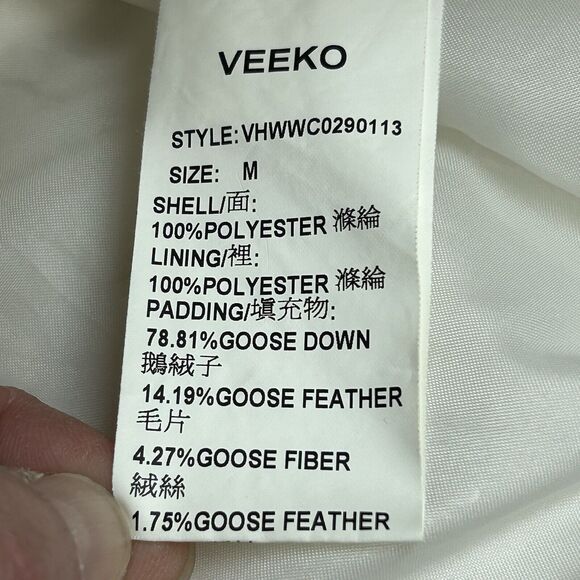 VEEKO
STYLE:VHWWC0290113
SIZE: M
SHELL/面:
100%POLYESTER 滌綸
LINING/裡:
100%POLYESTER 滌綸
PADDING/填充物:
78.81%GOOSE DOWN
鵝絨子
14.19%GOOSE FEATHER
毛片
4.27%GOOSE FIBER
絨絲
1.75%GOOSE FEATHER